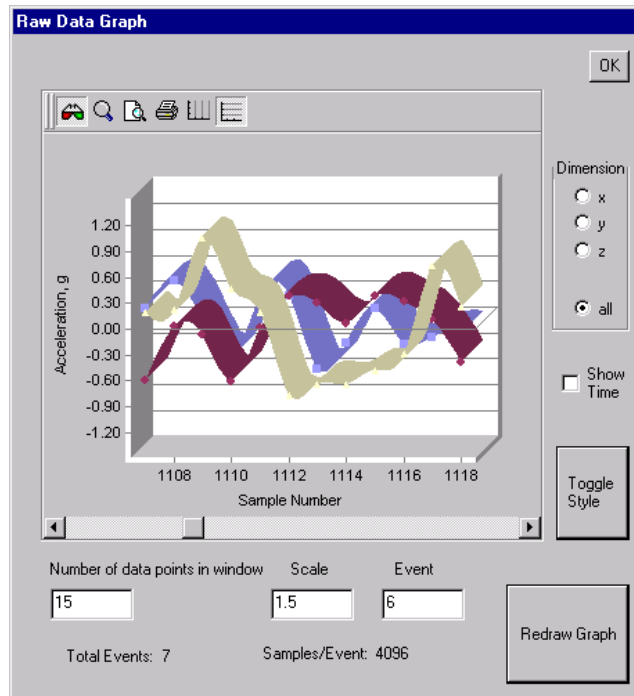 Raw Data Graph
OK
Acceleration, g
1.20
0.90
0.60
0.30
0.00
-0.30
-0.60
-0.90
-1.20
1108 1110 1112 1114 1116 1118
Sample Number
Dimension
x
y
z
all
Show
Time
Toggle
Style
Number of data points in window Scale Event
15 1.5 6
Redraw Graph
Total Events: 7 Samples/Event: 4096